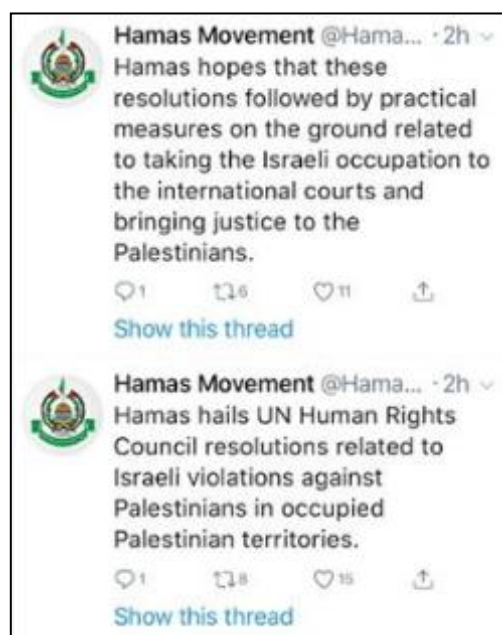 Hamas Movement @Hama... · 2h
Hamas hopes that these
resolutions followed by practical
measures on the ground related
to taking the Israeli occupation to
the international courts and
bringing justice to the
Palestinians.
1 6 11
Show this thread
Hamas Movement @Hama... · 2h
Hamas hails UN Human Rights
Council resolutions related to
Israeli violations against
Palestinians in occupied
Palestinian territories.
1 8 15
Show this thread